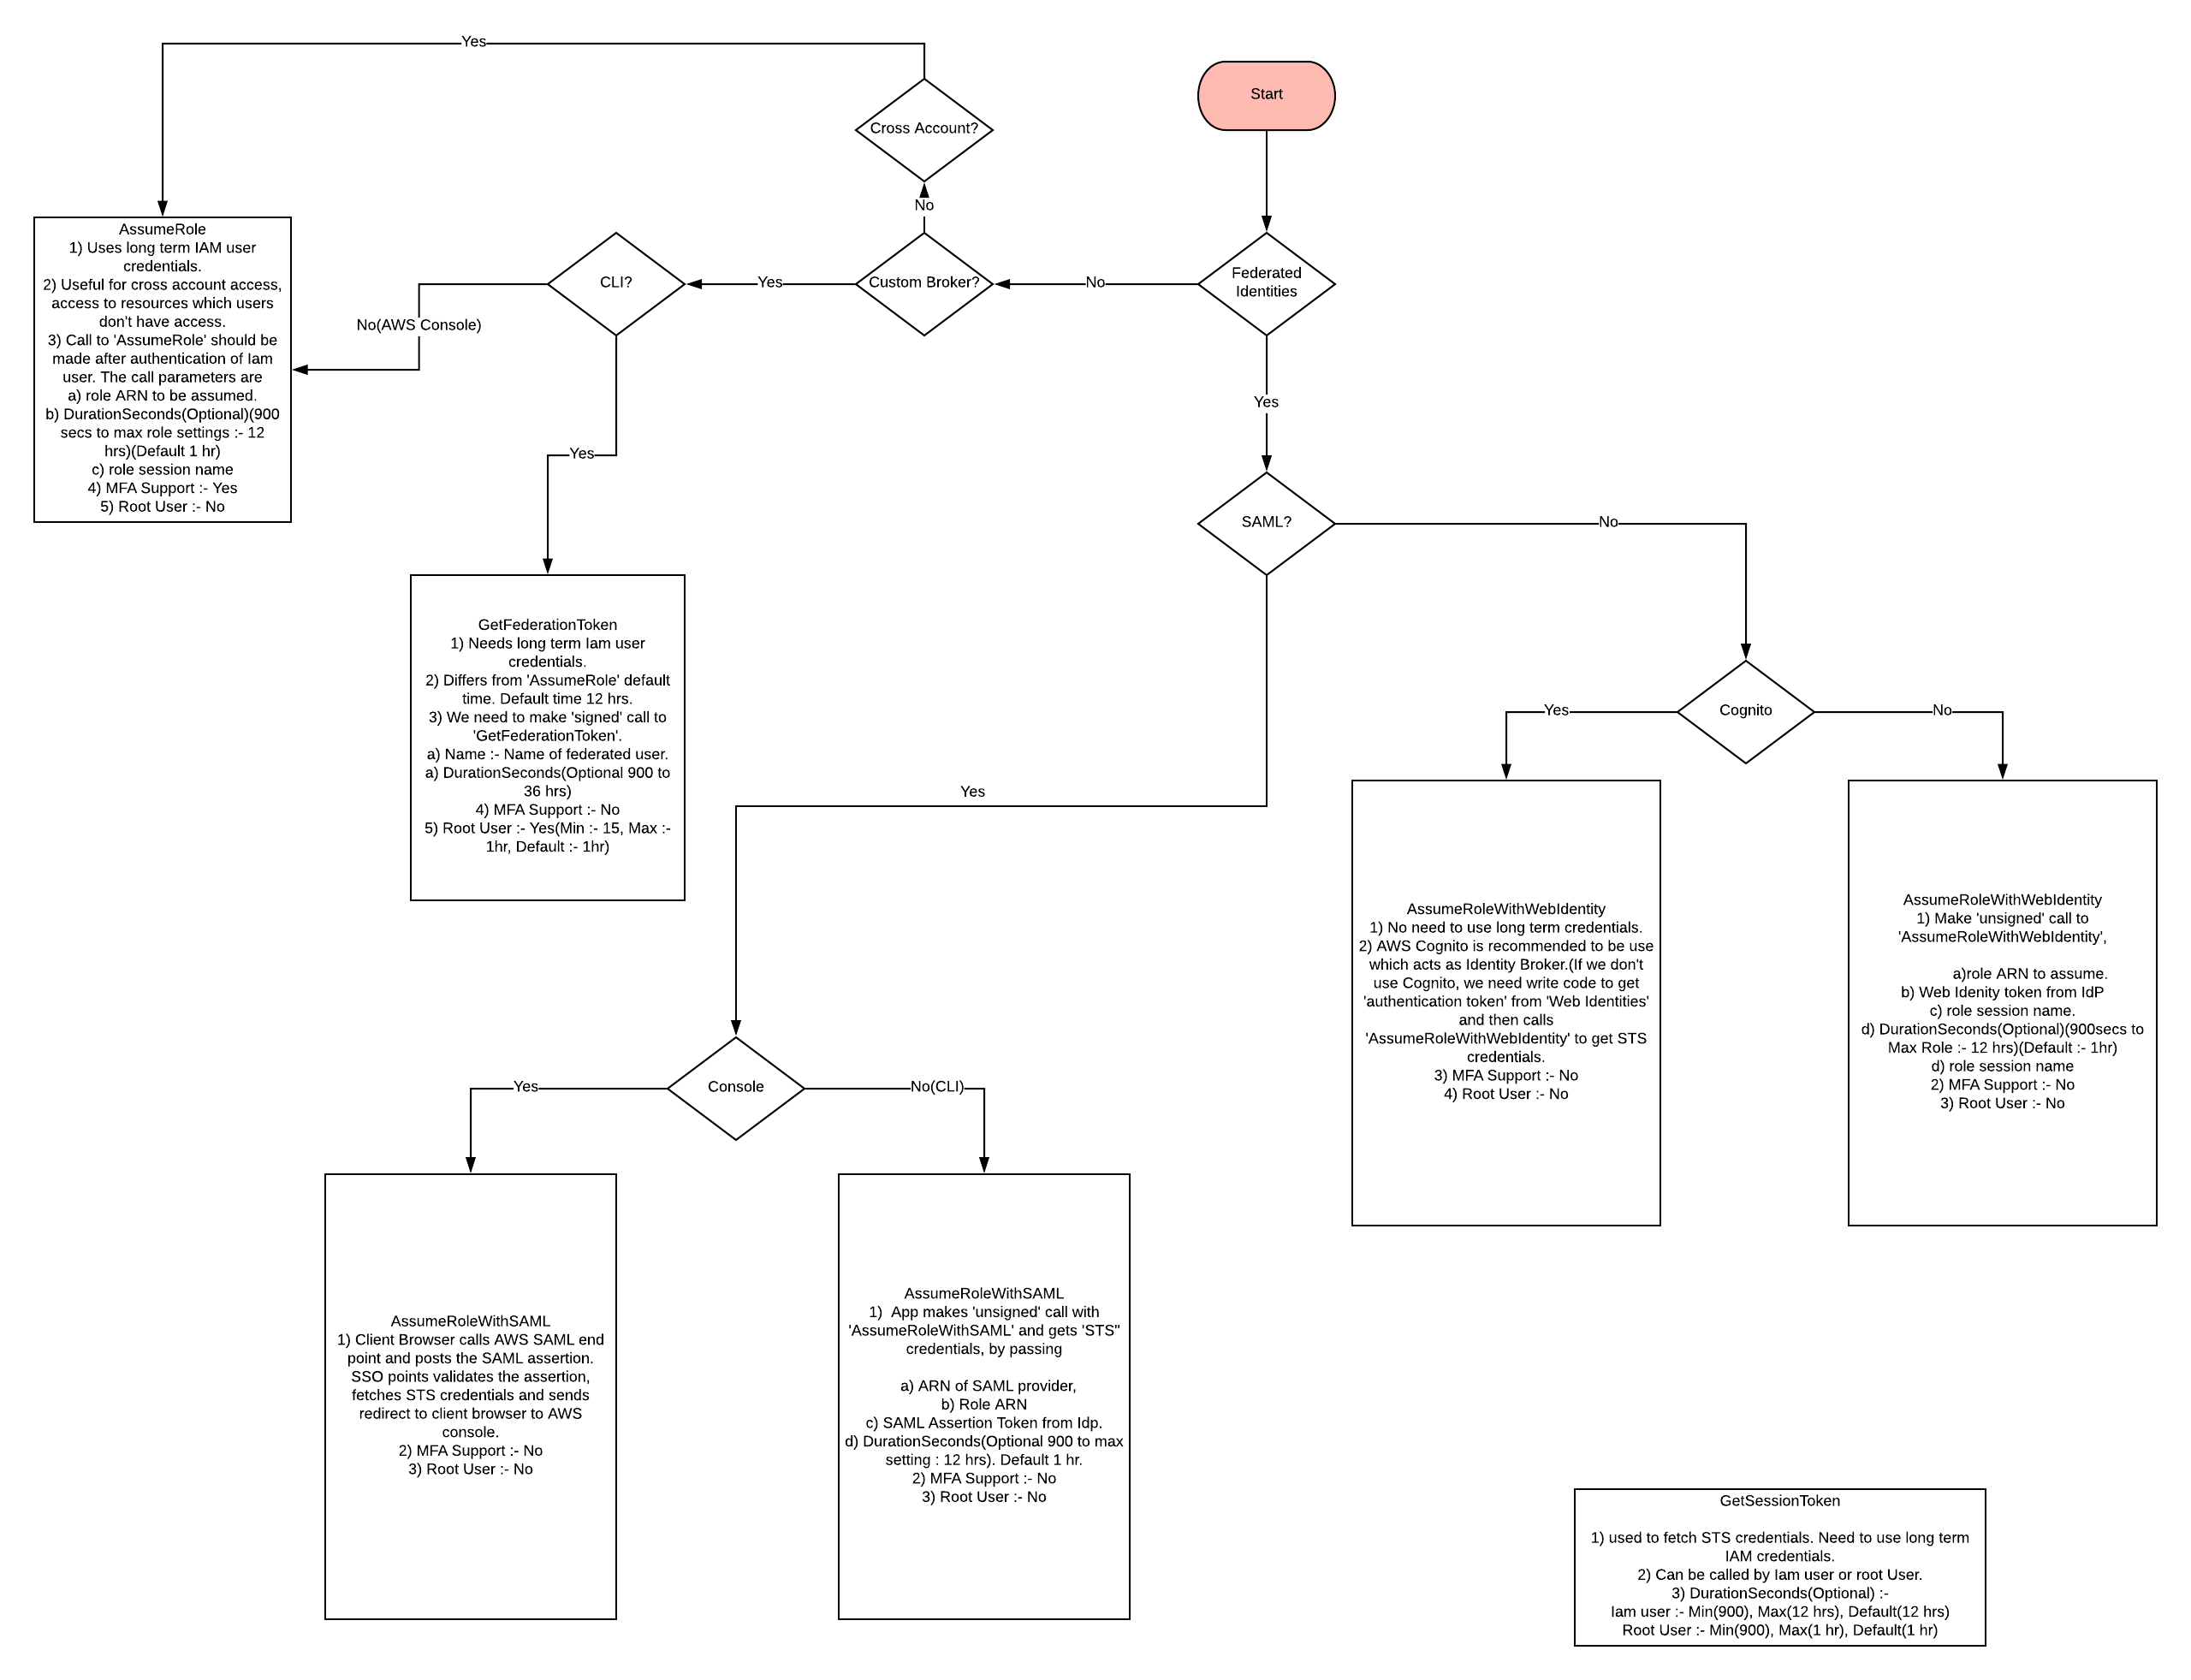 Yes
Start
Cross Account?
No
AssumeRole
1) Uses long term IAM user
credentials.
2) Useful for cross account access,
access to resources which users
don't have access.
3) Call to 'AssumeRole' should be
made after authentication of Iam
user. The call parameters are
a) role ARN to be assumed.
b) DurationSeconds(Optional)(900
secs to max role settings :- 12
hrs)(Default 1 hr)
c) role session name
4) MFA Support :- Yes
5) Root User :- No
CLI?
Yes
Custom Broker?
No
Federated
Identities
No(AWS Console)
Yes
Yes
SAML?
No
GetFederationToken
1) Needs long term Iam user
credentials.
2) Differs from 'AssumeRole' default
time. Default time 12 hrs.
3) We need to make 'signed' call to
'GetFederationToken'.
a) Name :- Name of federated user.
a) DurationSeconds(Optional 900 to
36 hrs)
4) MFA Support :- No
5) Root User :- Yes(Min :- 15, Max :-
1hr, Default :- 1hr)
Yes
Yes
Cognito
No
AssumeRoleWithWebIdentity
1) No need to use long term credentials.
2) AWS Cognito is recommended to be use
which acts as Identity Broker.(If we don't
use Cognito, we need write code to get
'authentication token' from 'Web Identities'
and then calls
'AssumeRoleWithWebIdentity' to get STS
credentials.
3) MFA Support :- No
4) Root User :- No
AssumeRoleWithWebIdentity
1) Make 'unsigned' call to
'AssumeRoleWithWebIdentity',
a)role ARN to assume.
b) Web Idenity token from IdP
c) role session name.
d) DurationSeconds(Optional)(900secs to
Max Role :- 12 hrs)(Default :- 1hr)
d) role session name
2) MFA Support :- No
3) Root User :- No
Yes
Console
No(CLI)
AssumeRoleWithSAML
1) Client Browser calls AWS SAML end
point and posts the SAML assertion.
SSO points validates the assertion,
fetches STS credentials and sends
redirect to client browser to AWS
console.
2) MFA Support :- No
3) Root User :- No
AssumeRoleWithSAML
1)  App makes 'unsigned' call with
'AssumeRoleWithSAML' and gets 'STS"
credentials, by passing
a) ARN of SAML provider,
b) Role ARN
c) SAML Assertion Token from Idp.
d) DurationSeconds(Optional 900 to max
setting : 12 hrs). Default 1 hr.
2) MFA Support :- No
3) Root User :- No
GetSessionToken
1) used to fetch STS credentials. Need to use long term
IAM credentials.
2) Can be called by Iam user or root User.
3) DurationSeconds(Optional) :-
Iam user :- Min(900), Max(12 hrs), Default(12 hrs)
Root User :- Min(900), Max(1 hr), Default(1 hr)